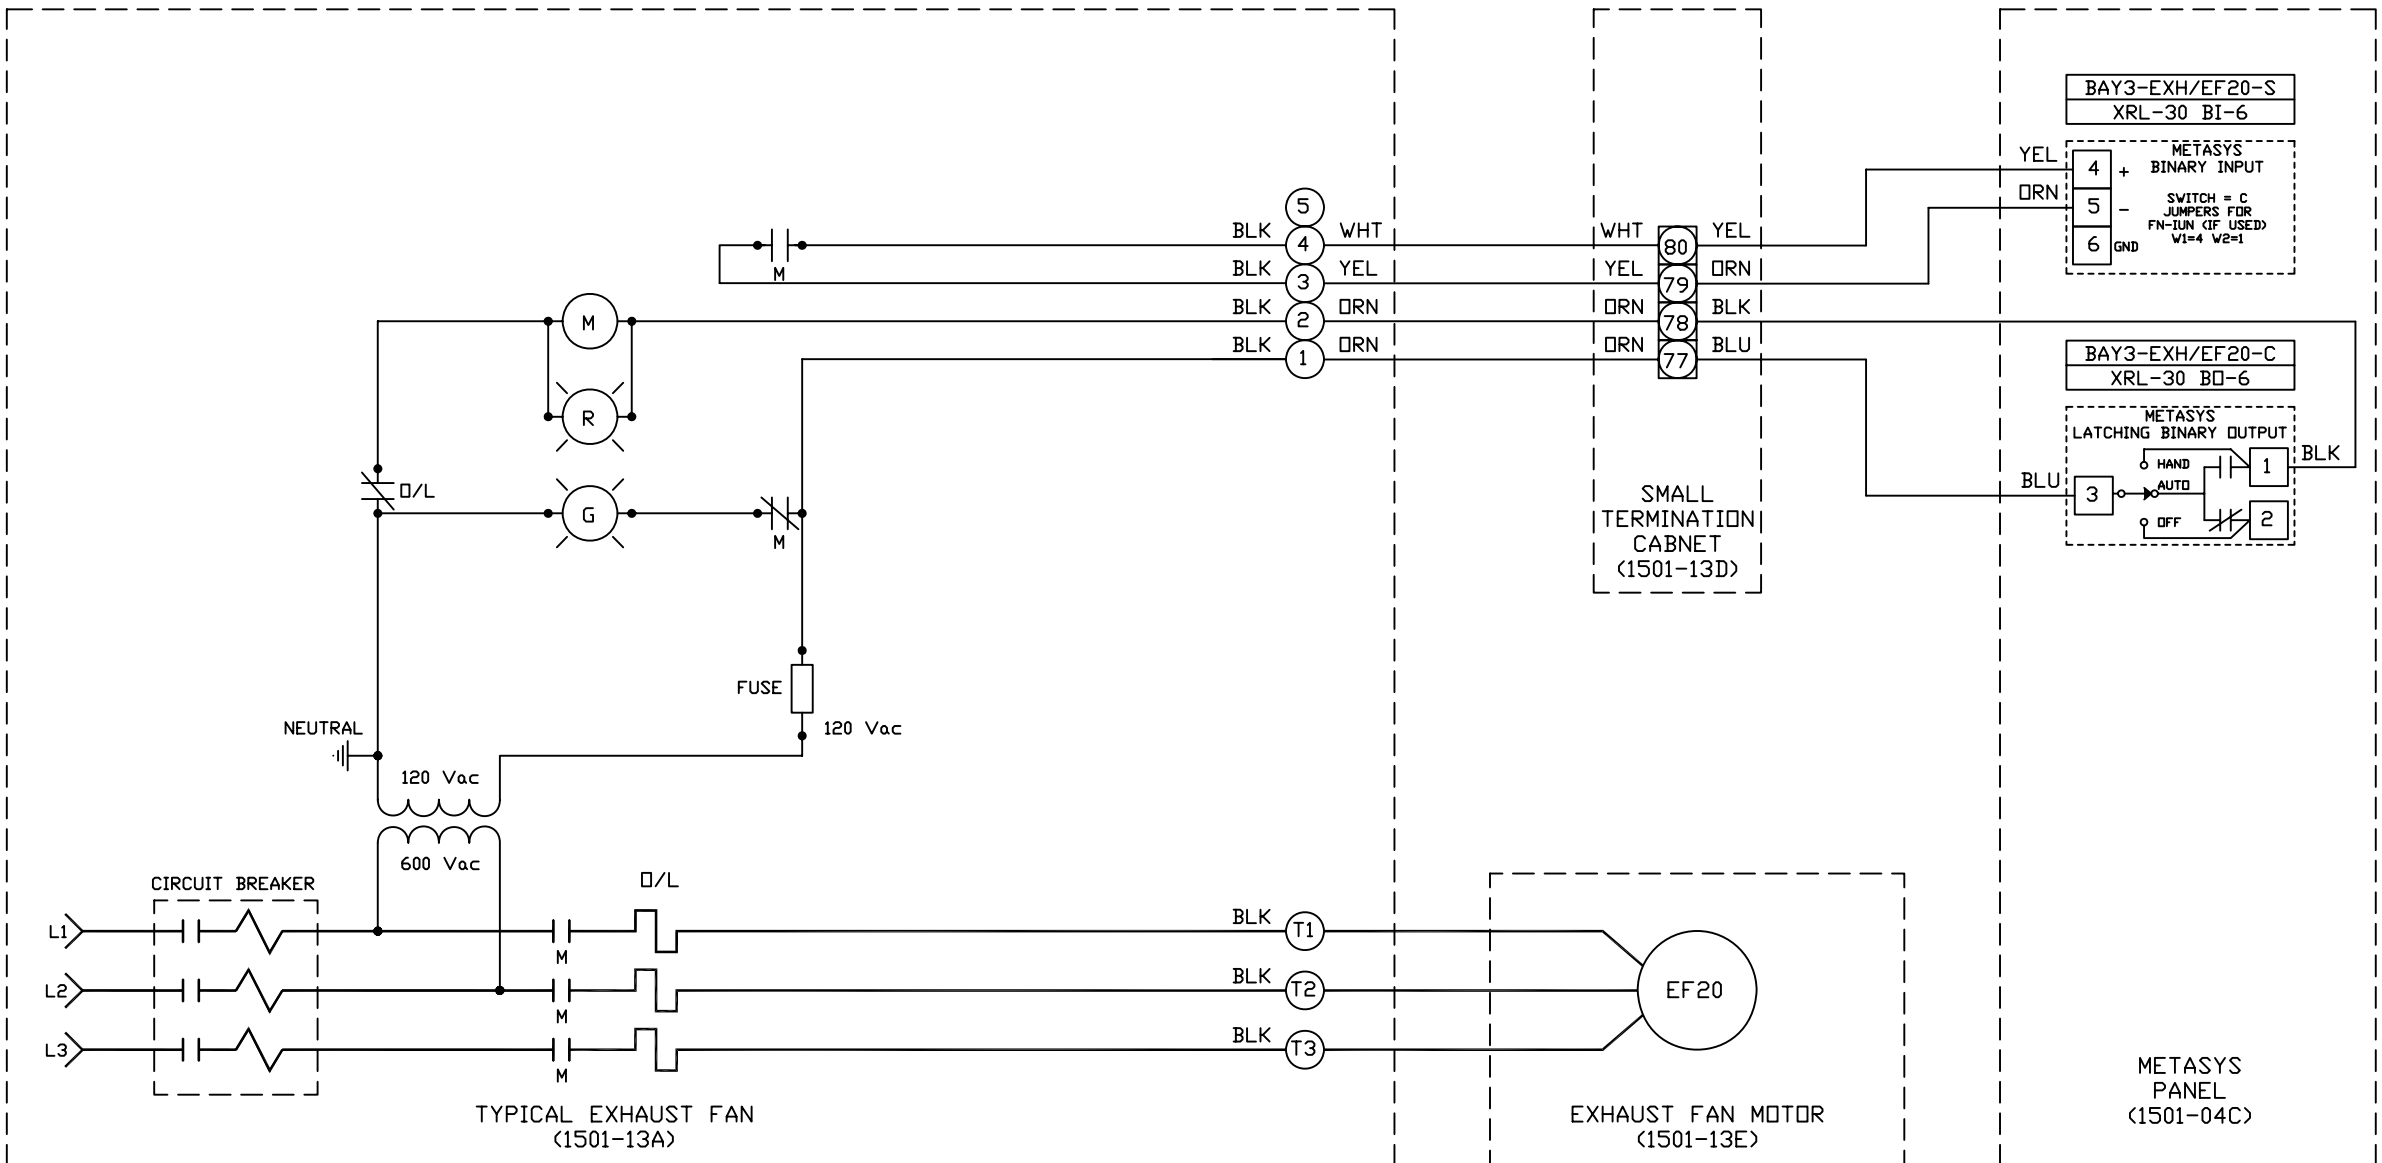 BAY3-EXH/EF20-S
XRL-30 BI-6
METASYS
BINARY INPUT
SWITCH = C
JUMPERS FOR
FN-IUN (IF USED)
W1=4 W2=1
YEL 4 +
ORN 5 -
6 GND
5
BLK 4 WHT WHT 80 YEL
M
BLK 3 YEL YEL 79 ORN
M BLK 2 ORN ORN 78 BLK
BLK 1 ORN ORN 77 BLU
R
O/L
G
M
BAY3-EXH/EF20-C
XRL-30 BO-6
METASYS
LATCHING BINARY OUTPUT
HAND 1 BLK
BLU 3 AUTO
OFF 2
SMALL
TERMINATION
CABNET
(1501-13D)
FUSE
120 Vac
NEUTRAL
120 Vac
600 Vac
CIRCUIT BREAKER
O/L
L1 M BLK T1
L2 M BLK T2
L3 M BLK T3
EF20
TYPICAL EXHAUST FAN
(1501-13A)
EXHAUST FAN MOTOR
(1501-13E)
METASYS
PANEL
(1501-04C)